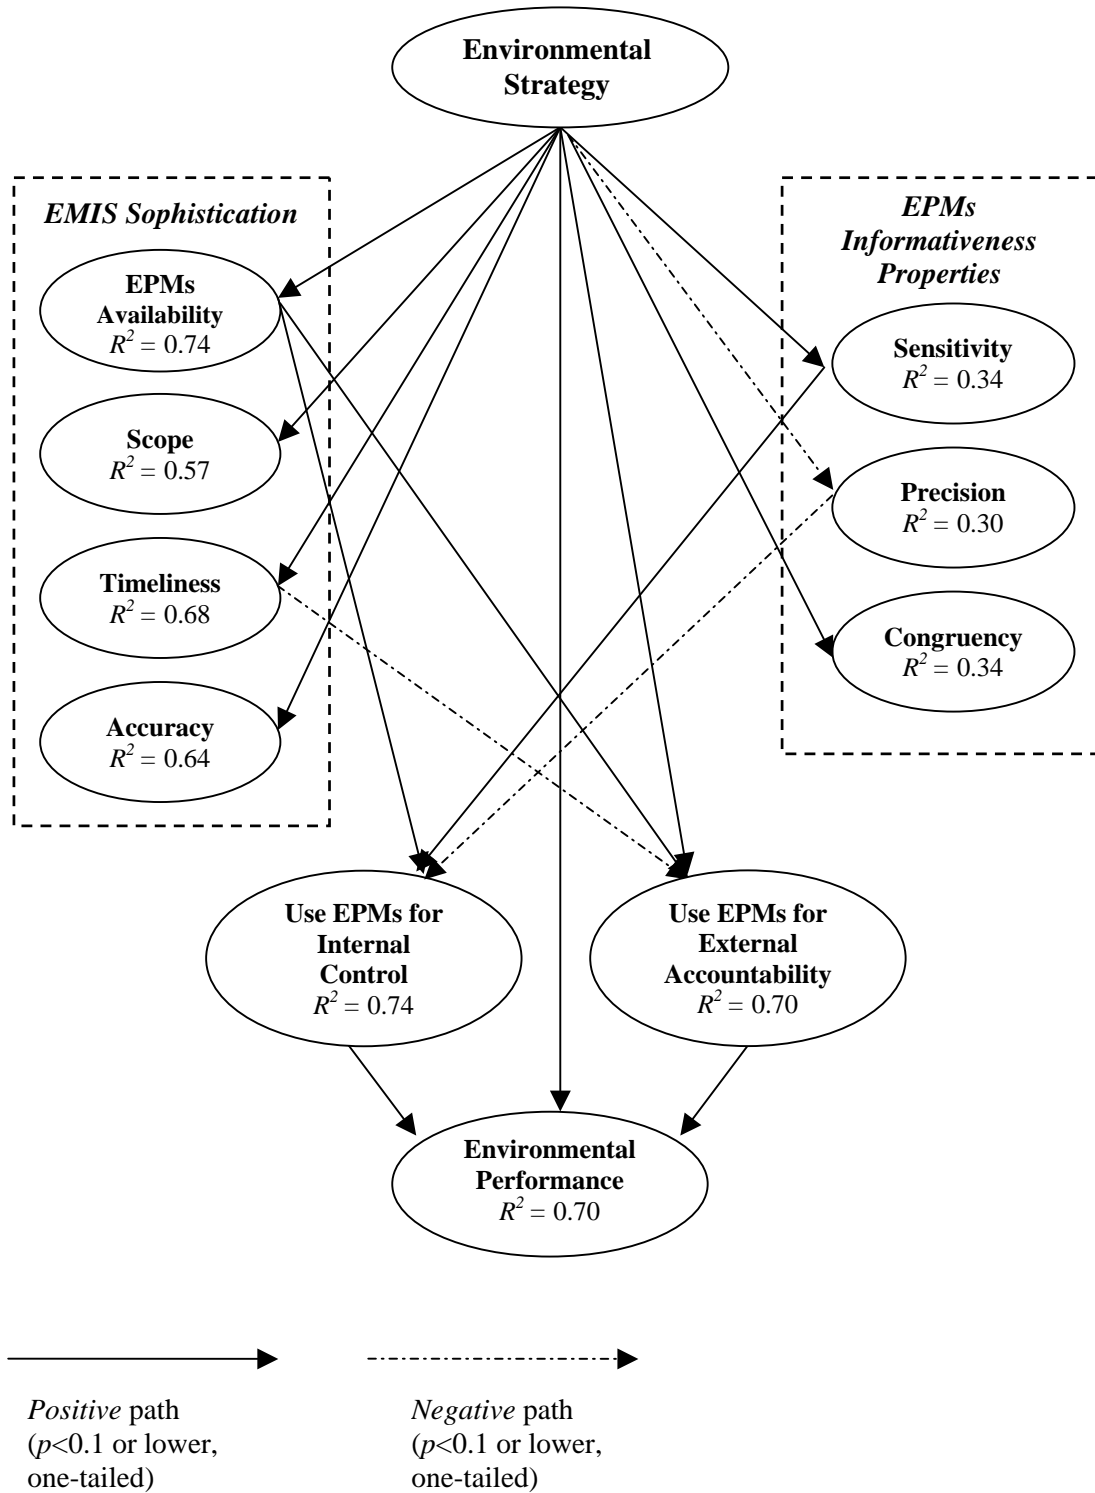 Environmental
Strategy
EMIS Sophistication
EPMs
Availability
R² = 0.74
Scope
R² = 0.57
Timeliness
R² = 0.68
Accuracy
R² = 0.64
EPMs
Informativeness
Properties
Sensitivity
R² = 0.34
Precision
R² = 0.30
Congruency
R² = 0.34
Use EPMs for
Internal
Control
R² = 0.74
Use EPMs for
External
Accountability
R² = 0.70
Environmental
Performance
R² = 0.70
Positive path
(p<0.1 or lower,
one-tailed)
Negative path
(p<0.1 or lower,
one-tailed)